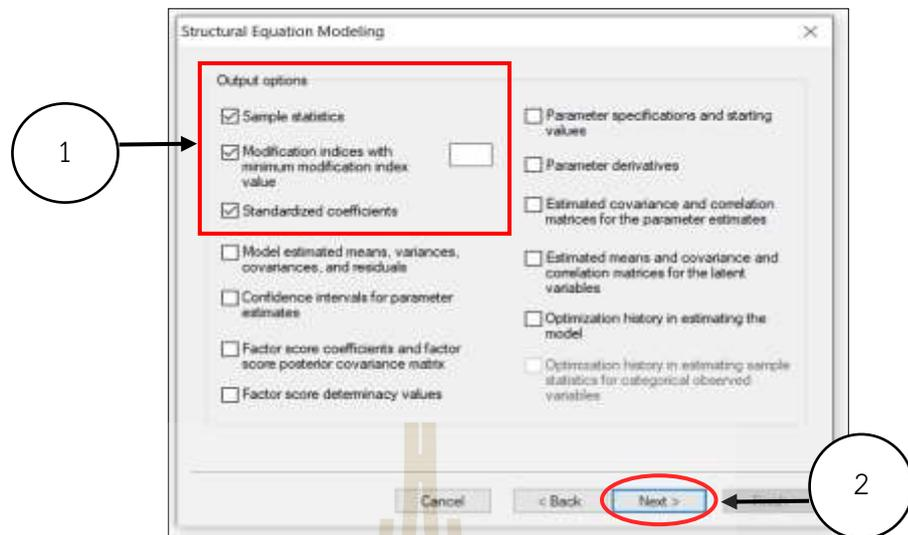 Structural Equation Modeling
Output options
Sample statistics
Modification indices with
minimum modification index
value
Standardized coefficients
Model estimated means, variances,
covariances, and residuals
Confidence intervals for parameter
estimates
Factor score coefficients and factor
score posterior covariance matrix
Factor score determinacy values
Parameter specifications and starting
values
Parameter derivatives
Estimated covariance and correlation
matrices for the parameter estimates
Estimated means and covariance and
correlation matrices for the latent
variables
Optimization history in estimating the
model
Optimization history in estimating sample
statistics for categorical observed
variables
Cancel
< Back
Next >
1
2